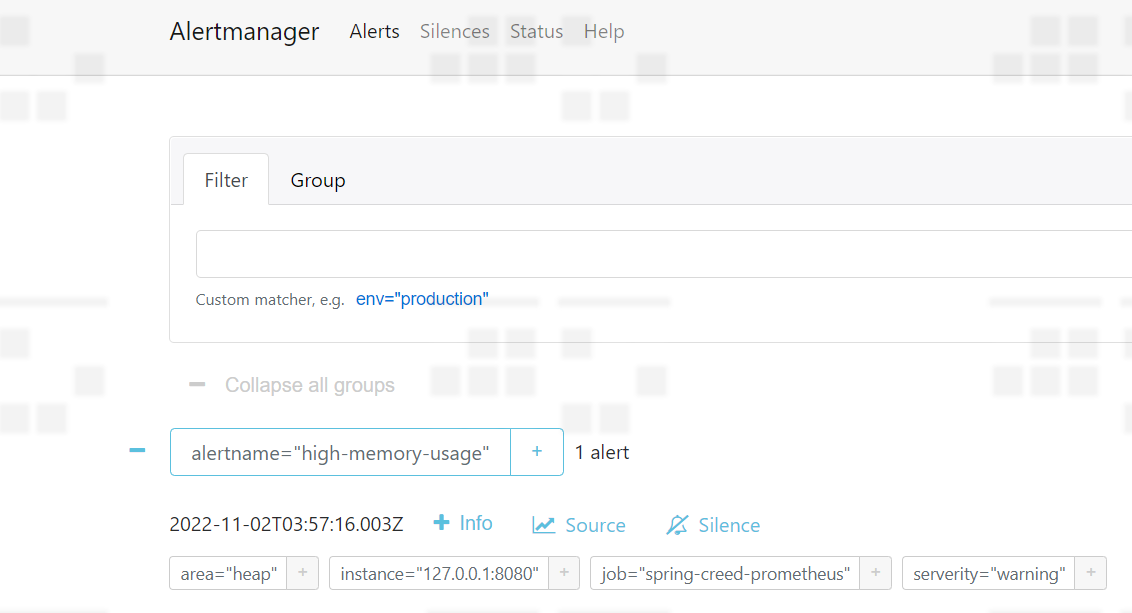 Alertmanager Alerts Silences Status Help
Filter Group
Custom matcher, e.g. env="production"
Collapse all groups
alertname="high-memory-usage" + 1 alert
2022-11-02T03:57:16.003Z Info Source Silence
area="heap" + instance="127.0.0.1:8080" + job="spring-creed-prometheus" + serverity="warning" +